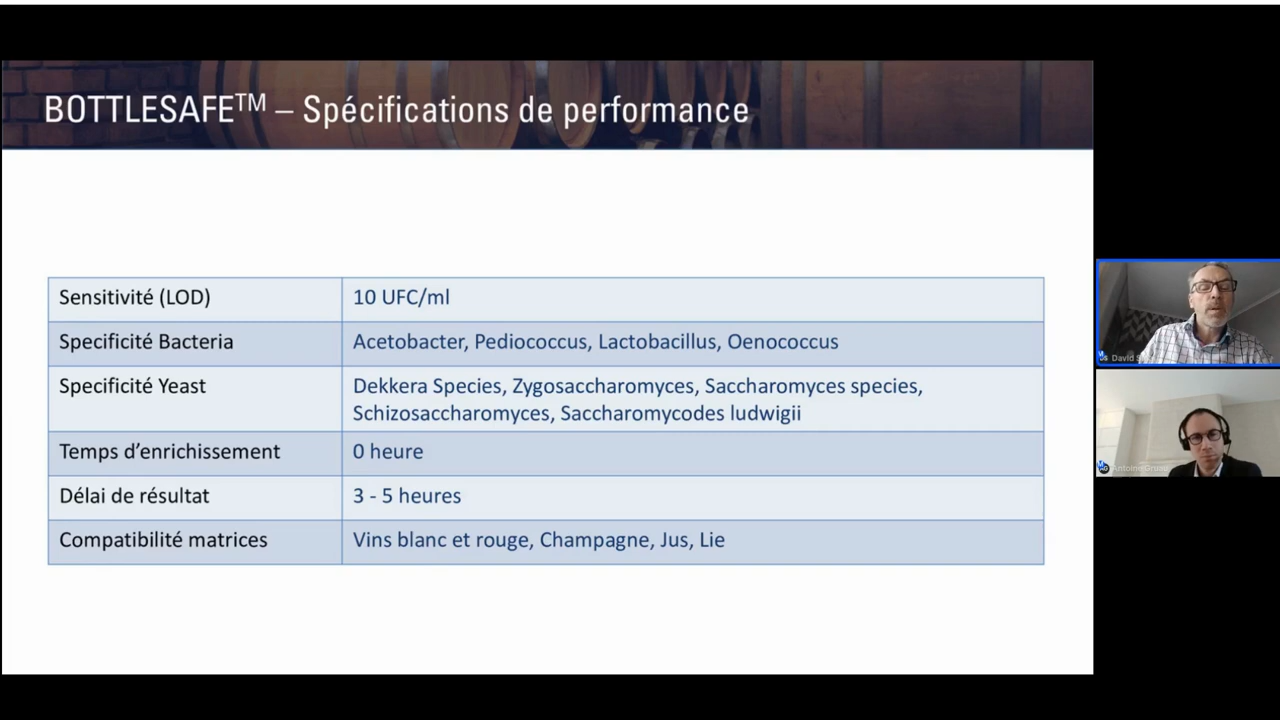 BOTTLESAFE™ – Spécifications de performance
Sensitivité (LOD)
10 UFC/ml
Specificité Bacteria
Acetobacter, Pediococcus, Lactobacillus, Oenococcus
Specificité Yeast
Dekkera Species, Zygosaccharomyces, Saccharomyces species,
Schizosaccharomyces, Saccharomycodes ludwigii
Temps d’enrichissement
0 heure
Délai de résultat
3 - 5 heures
Compatibilité matrices
Vins blanc et rouge, Champagne, Jus, Lie
David